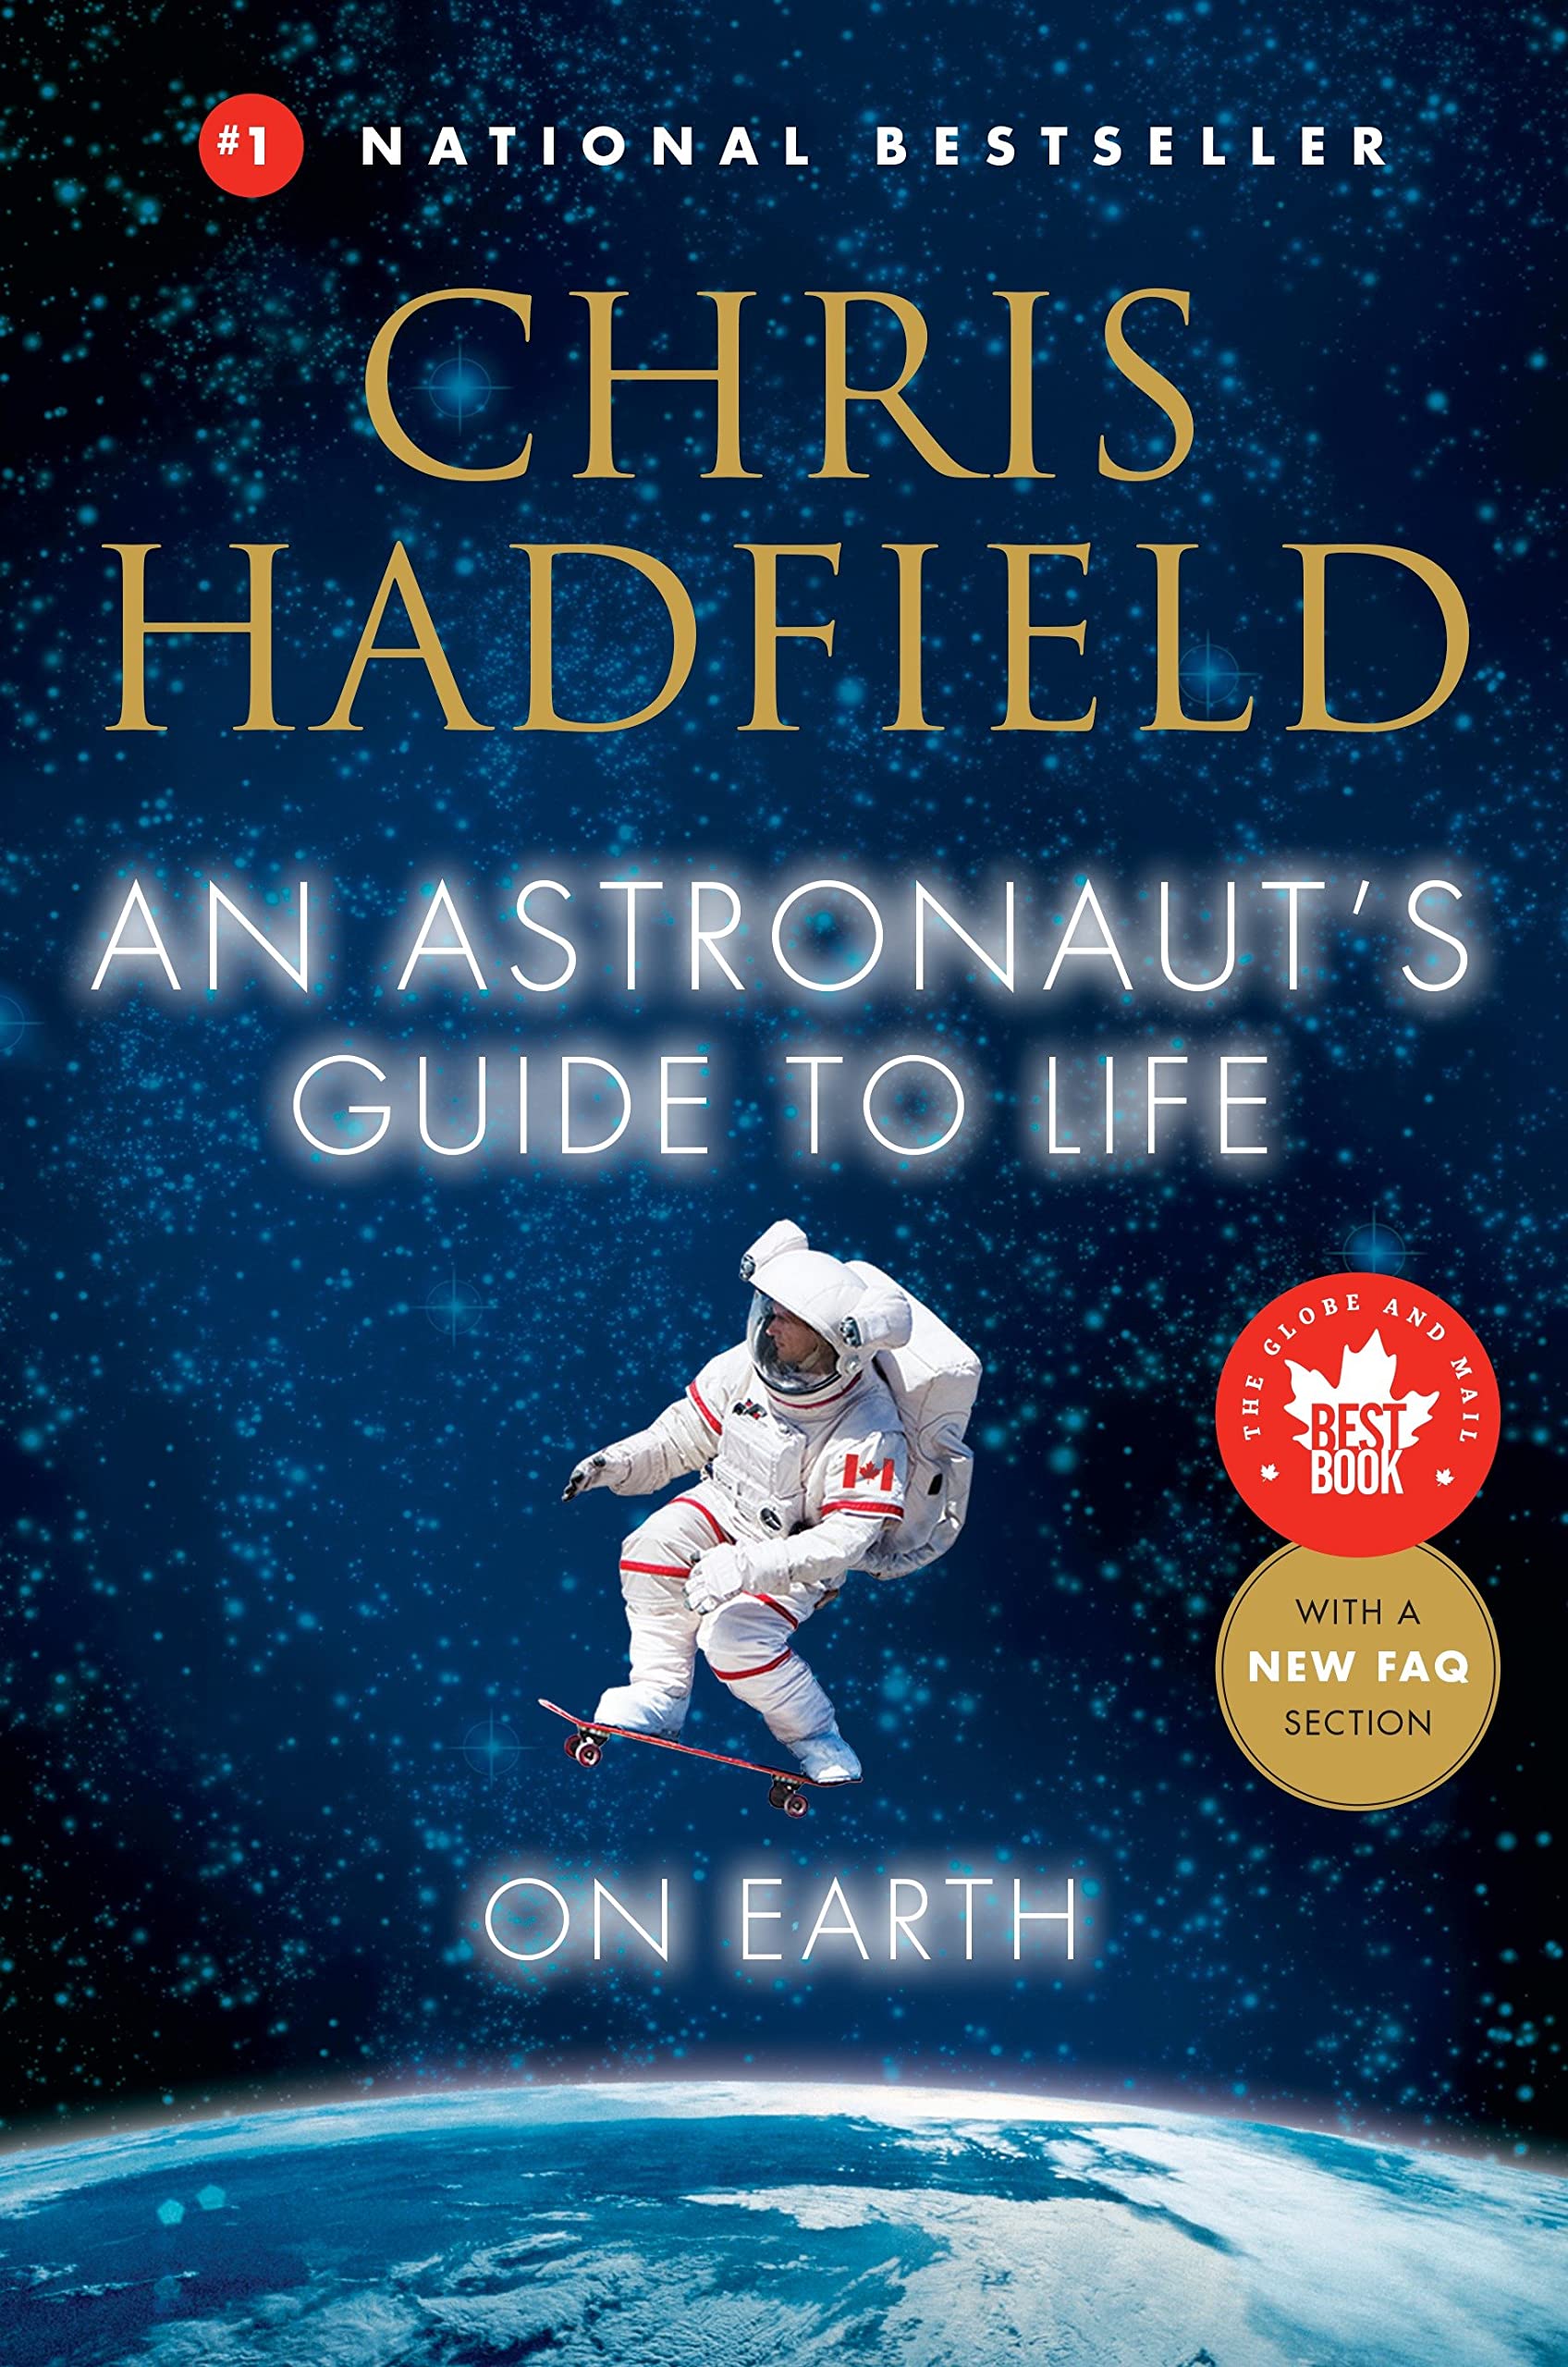 #1 NATIONAL BESTSELLER
CHRIS
HADFIELD
AN ASTRONAUT’S
GUIDE TO LIFE
THE GLOBE AND MAIL
BEST
BOOK
WITH A
NEW FAQ
SECTION
ON EARTH